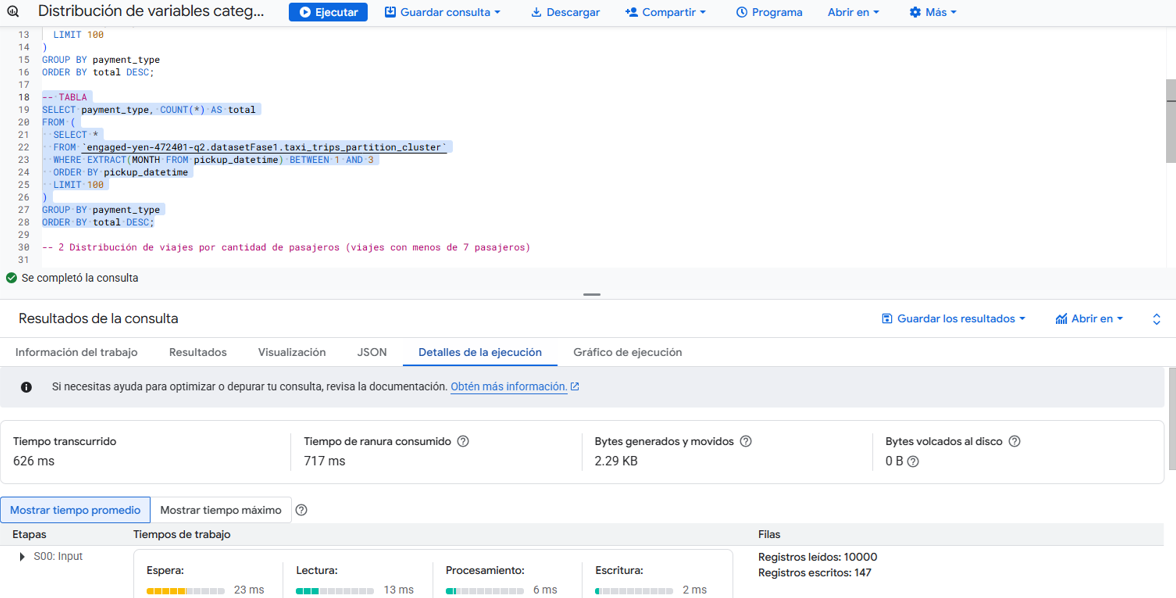 Distribución de variables categ...
Ejecutar
Guardar consulta
Descargar
Compartir
Programa
Abrir en
Más
13 LIMIT 100
14 )
15 GROUP BY payment_type
16 ORDER BY total DESC;
17
18 -- TABLA
19 SELECT payment_type, COUNT(*) AS total
20 FROM (
21 SELECT *
22 FROM `engaged-yen-472401-q2.datasetFase1.taxi_trips_partition_cluster`
23 WHERE EXTRACT(MONTH FROM pickup_datetime) BETWEEN 1 AND 3
24 ORDER BY pickup_datetime
25 LIMIT 100
26 )
27 GROUP BY payment_type
28 ORDER BY total DESC;
29
30 -- 2 Distribución de viajes por cantidad de pasajeros (viajes con menos de 7 pasajeros)
31
Se completó la consulta
Resultados de la consulta
Guardar los resultados
Abrir en
Información del trabajo
Resultados
Visualización
JSON
Detalles de la ejecución
Gráfico de ejecución
Si necesitas ayuda para optimizar o depurar tu consulta, revisa la documentación. Obtén más información.
Tiempo transcurrido
626 ms
Tiempo de ranura consumido
717 ms
Bytes generados y movidos
2.29 KB
Bytes volcados al disco
0 B
Mostrar tiempo promedio
Mostrar tiempo máximo
Etapas
Tiempos de trabajo
Filas
S00: Input
Espera:
23 ms
Lectura:
13 ms
Procesamiento:
6 ms
Escritura:
2 ms
Registros leídos: 10000
Registros escritos: 147